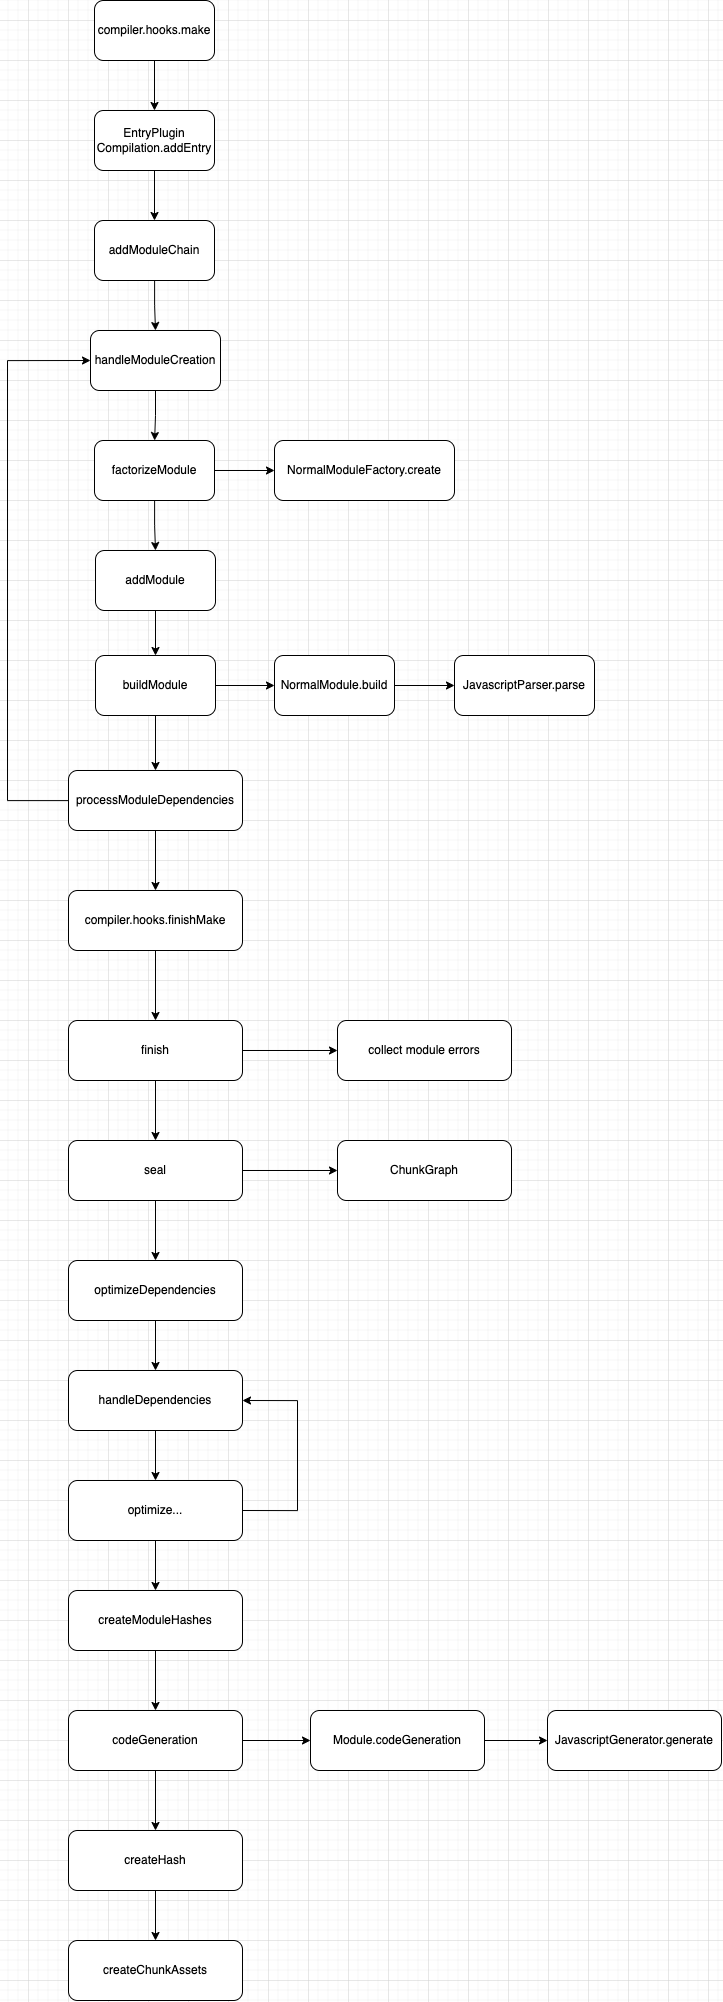 compiler.hooks.make
EntryPlugin
Compilation.addEntry
addModuleChain
handleModuleCreation
factorizeModule
NormalModuleFactory.create
addModule
buildModule
NormalModule.build
JavascriptParser.parse
processModuleDependencies
compiler.hooks.finishMake
finish
collect module errors
seal
ChunkGraph
optimizeDependencies
handleDependencies
optimize...
createModuleHashes
codeGeneration
Module.codeGeneration
JavascriptGenerator.generate
createHash
createChunkAssets